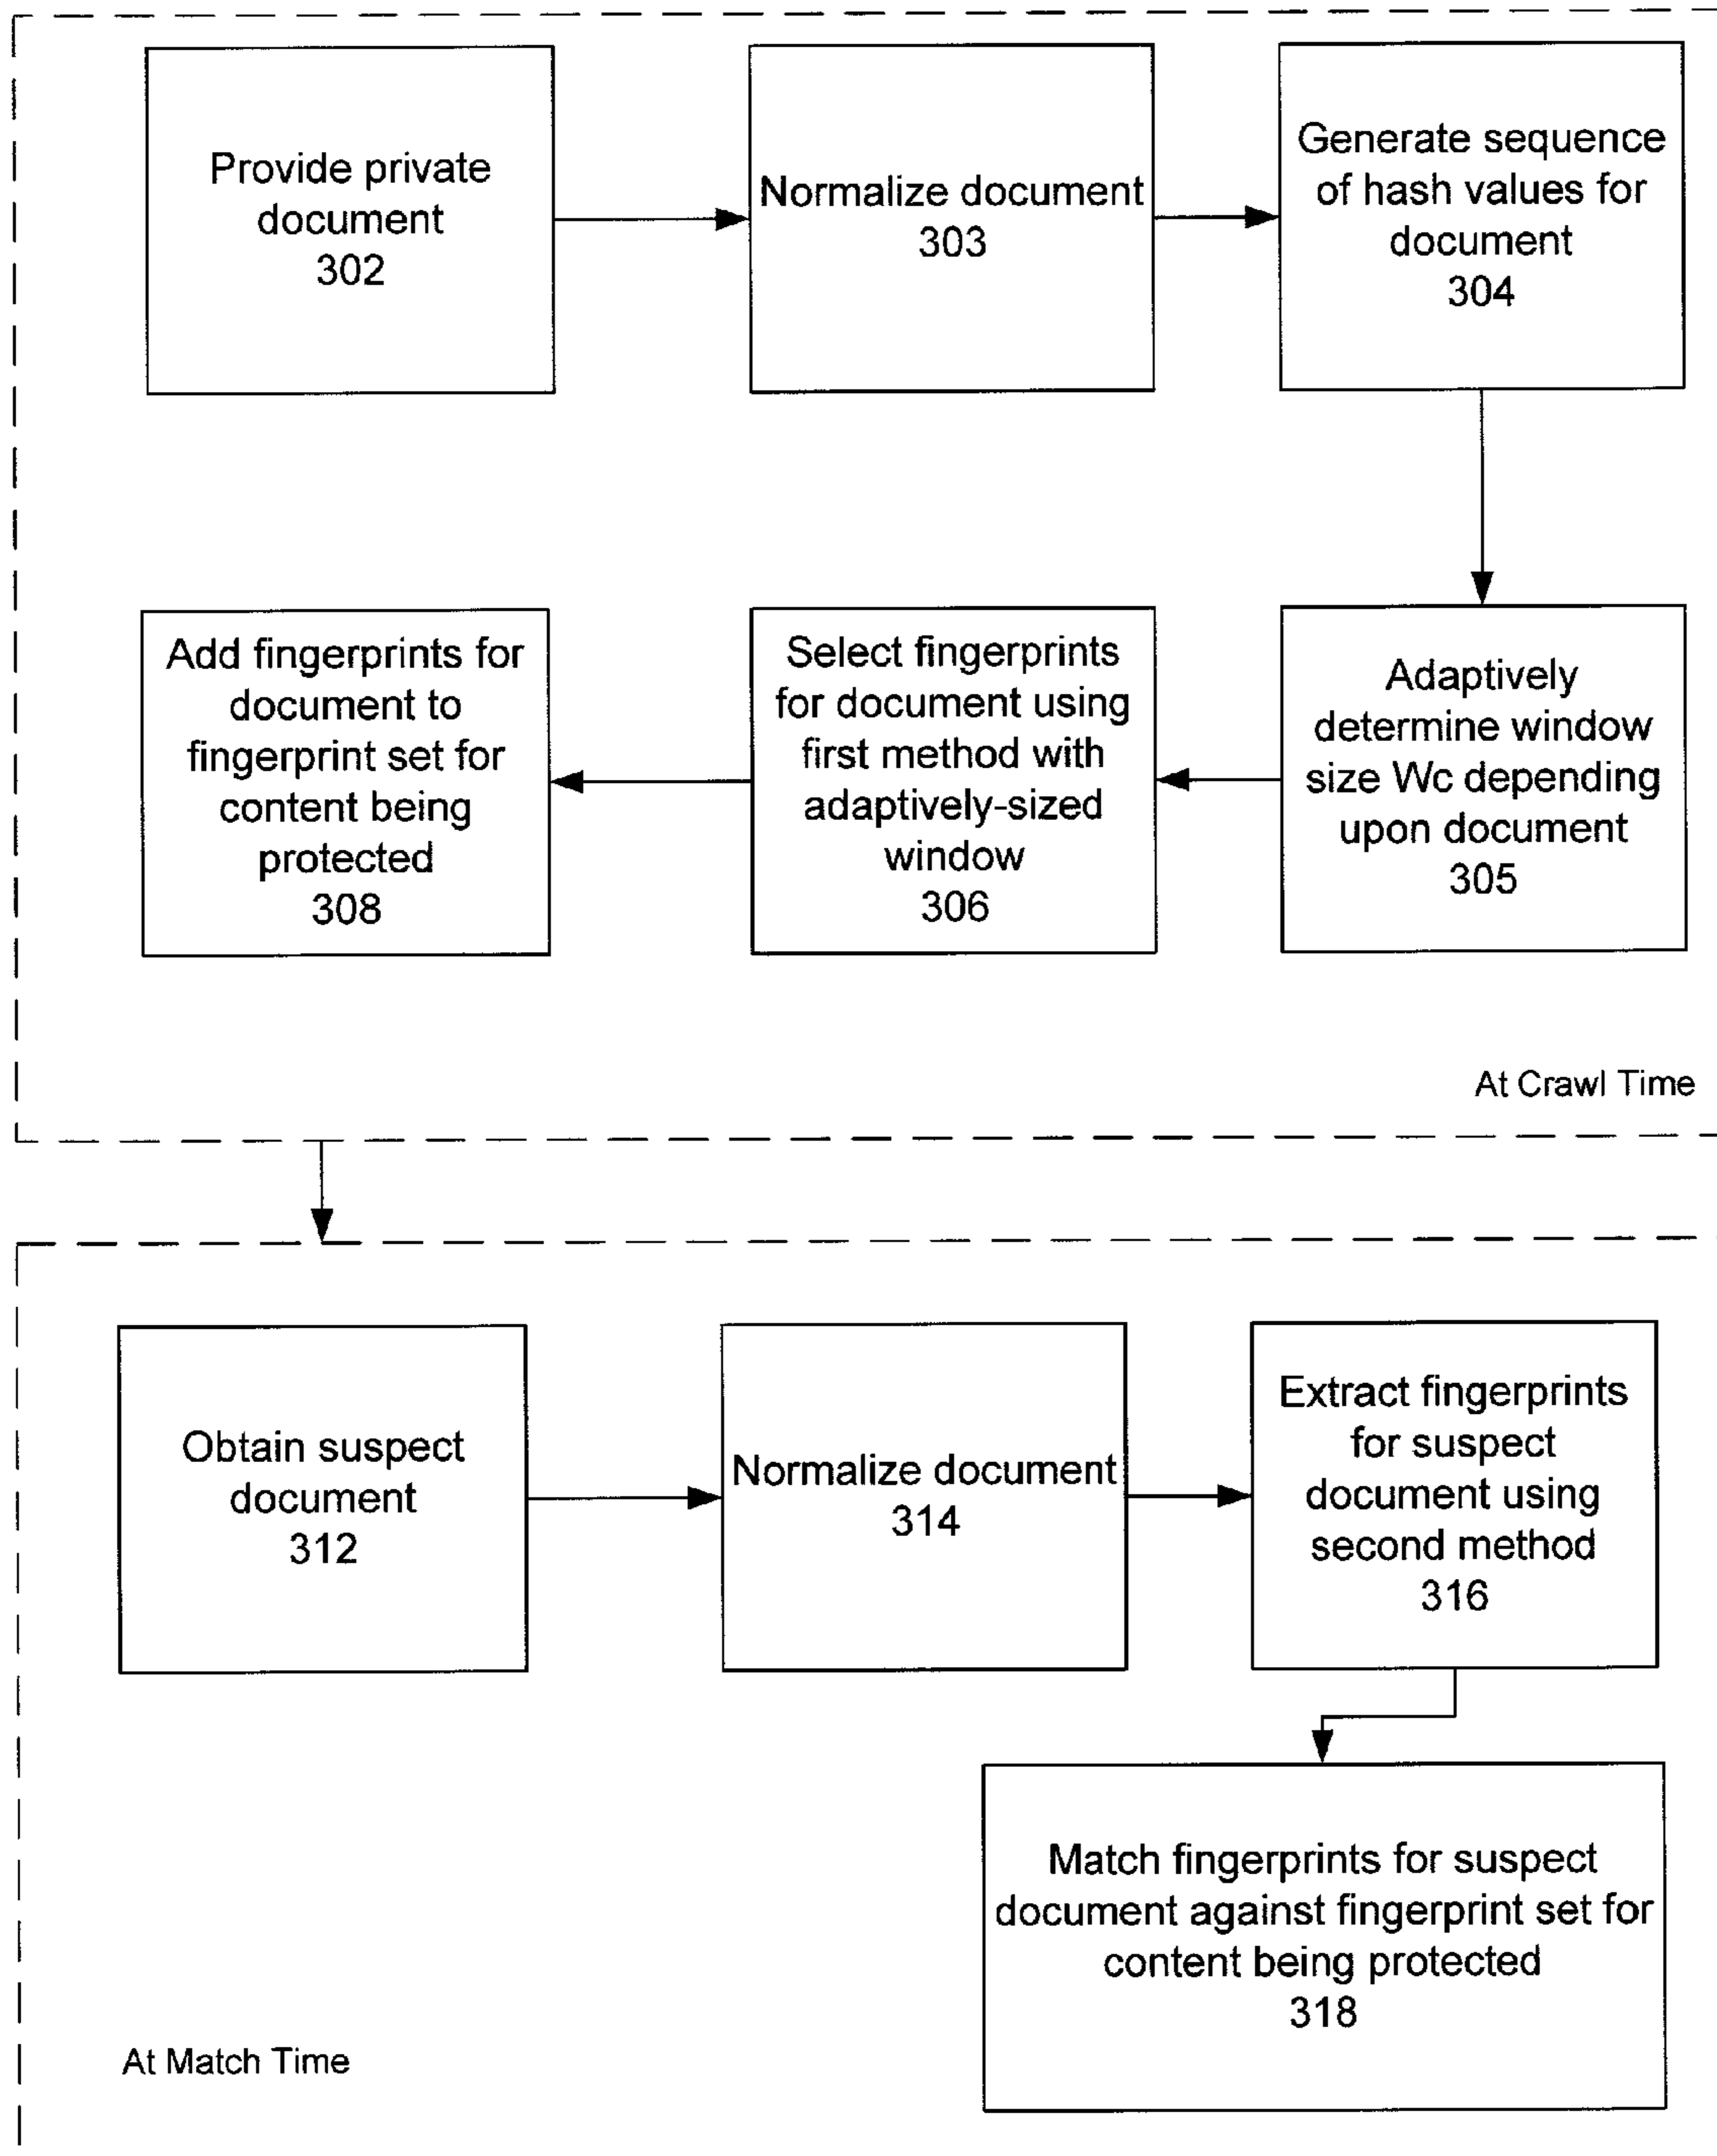 Provide private
document
302
Normalize document
303
Generate sequence
of hash values for
document
304
Adaptively
determine window
size Wc depending
upon document
305
Select fingerprints
for document using
first method with
adaptively-sized
window
306
Add fingerprints for
document to
fingerprint set for
content being
protected
308
At Crawl Time
Obtain suspect
document
312
Normalize document
314
Extract fingerprints
for suspect
document using
second method
316
Match fingerprints for suspect
document against fingerprint set for
content being protected
318
At Match Time